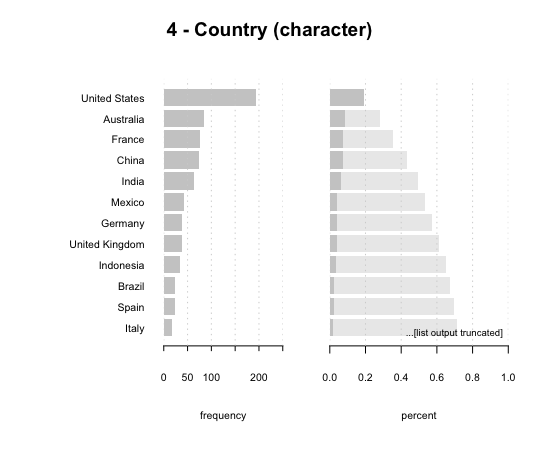 4 - Country (character)
United States
Australia
France
China
India
Mexico
Germany
United Kingdom
Indonesia
Brazil
Spain
Italy
...[list output truncated]
0 50 100 200
0.0 0.2 0.4 0.6 0.8 1.0
frequency
percent